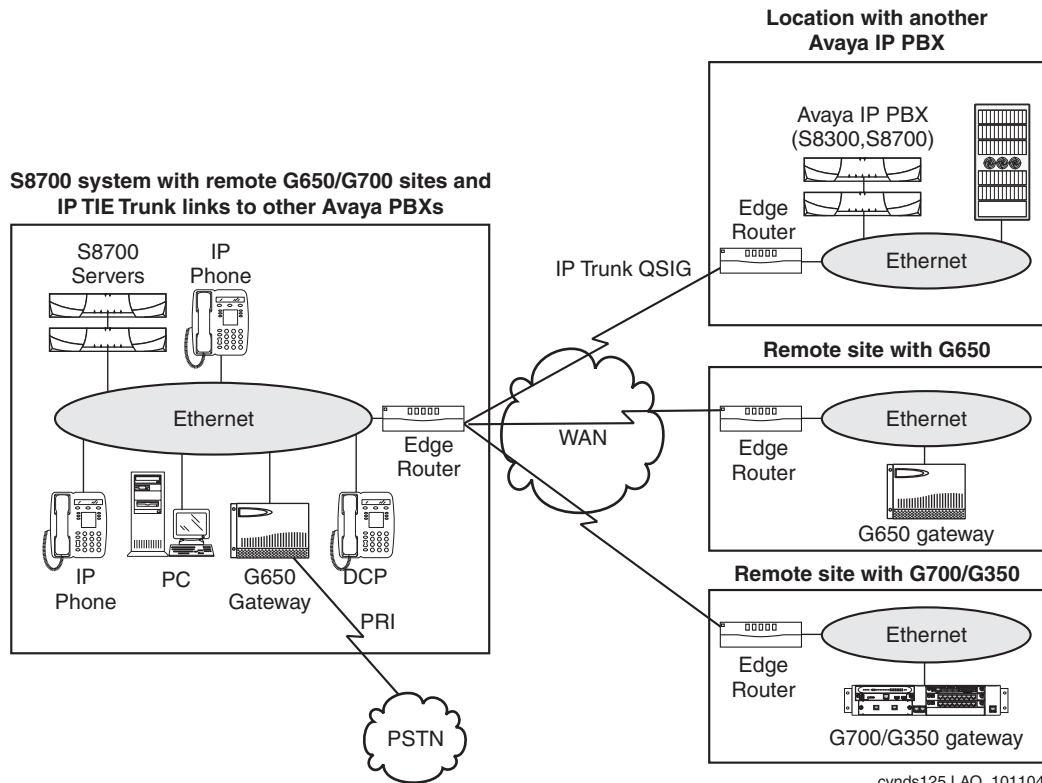 Location with another
Avaya IP PBX
Avaya IP PBX
(S8300,S8700)
Edge
Router
Ethernet
S8700 system with remote G650/G700 sites and
IP TIE Trunk links to other Avaya PBXs
S8700
Servers
IP
Phone
Ethernet
Edge
Router
IP
Phone
PC
G650
Gateway
DCP
PRI
PSTN
IP Trunk QSIG
WAN
Remote site with G650
Edge
Router
Ethernet
G650 gateway
Remote site with G700/G350
Edge
Router
Ethernet
G700/G350 gateway
cynds125 LAO 101104